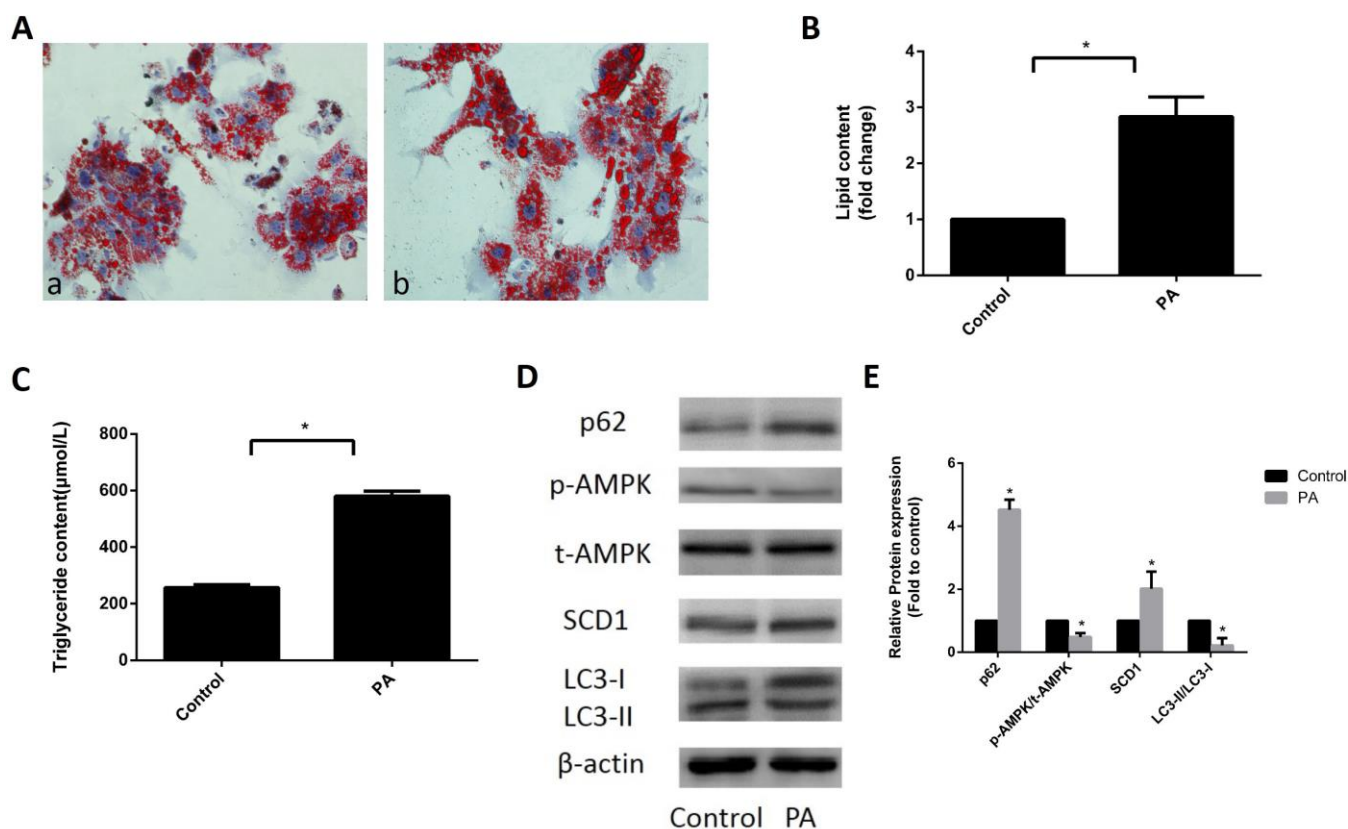 A
a
b
B
*
Lipid content
(fold change)
4
3
2
1
0
Control
PA
C
*
Triglyceride content(μmol/L)
800
600
400
200
0
Control
PA
D
p62
p-AMPK
t-AMPK
SCD1
LC3-I
LC3-II
β-actin
Control PA
E
Relative Protein expression
(Fold to control)
6
4
2
0
*
*
*
*
p62
p-AMPK/t-AMPK
SCD1
LC3-II/LC3-I
Control
PA